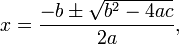 x = \frac{-b \pm \sqrt{b^2 - 4ac}}{2a},